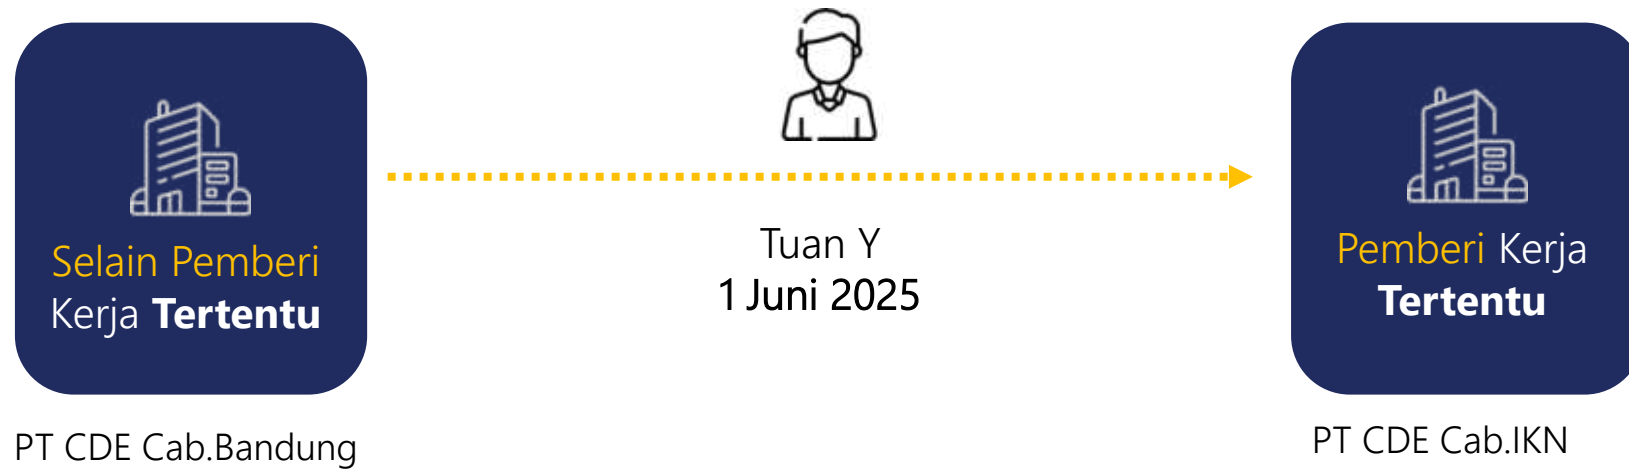 Selain Pemberi
Kerja Tertentu
PT CDE Cab.Bandung
Tuan Y
1 Juni 2025
Pemberi Kerja
Tertentu
PT CDE Cab.IKN